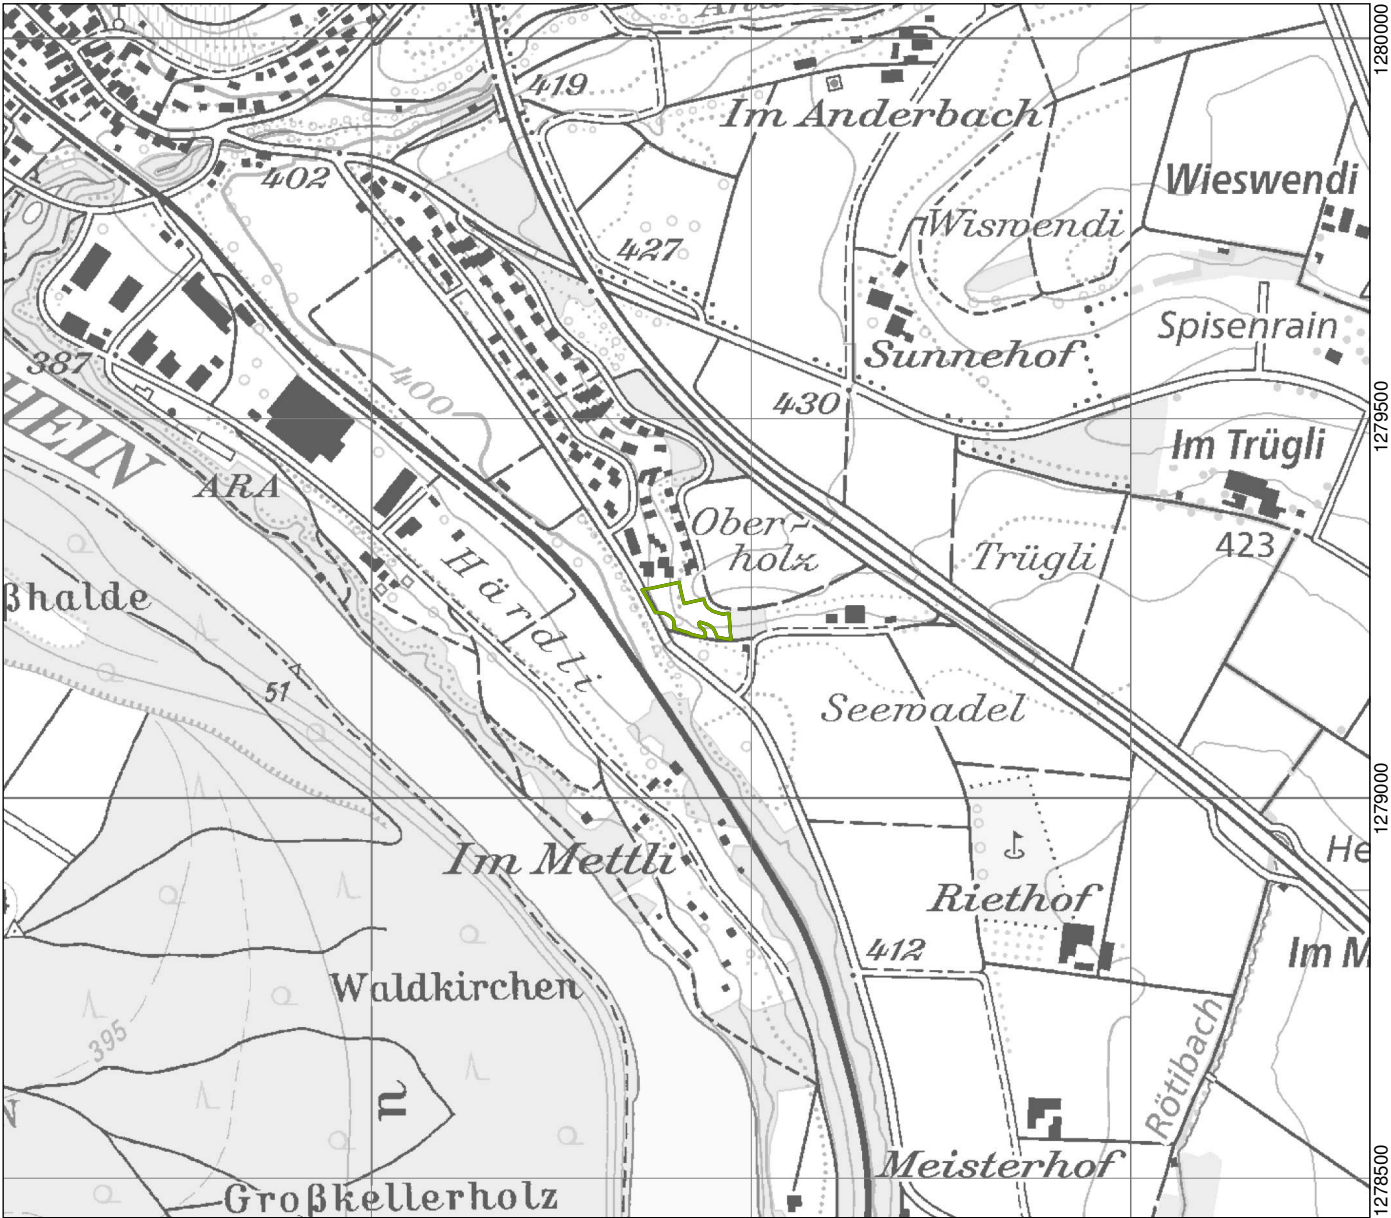 1280000
419
Im Anderbach
402
Wieswendi
Wiswendi
427
387
Spisenrain
Sunnehof
400
430
1279500
HEIN
Im Trügli
ARA
Ober-
holz
Trügli
423
ßhalde
Härdli
51
Seewadel
1279000
Im Mettli
He
Riethof
412
Im M
Waldkirchen
395
n
Rötibach
Meisterhof
Großkellerholz
1278500